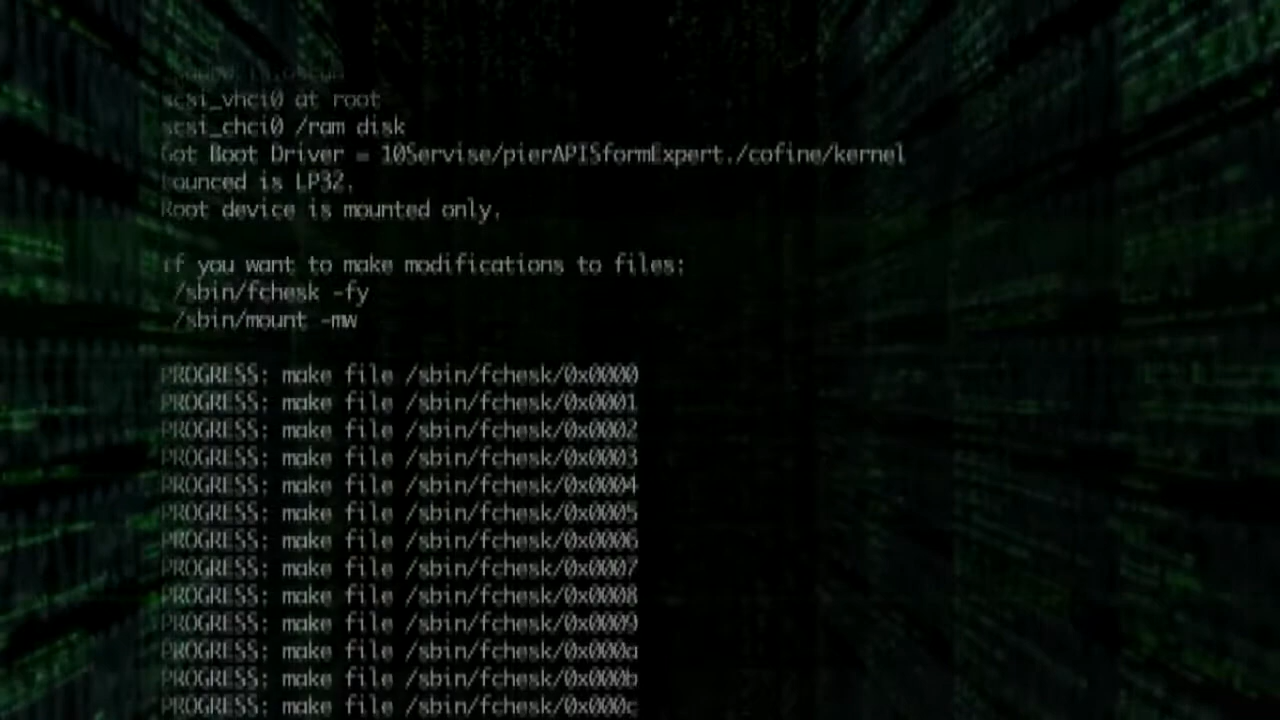 scsi_vhci0 at root
scsi_chci0 /ram disk
Got Boot Driver = 10Servise/pierAPISformExpert./cofine/kernel
bounced is LP32,
Root device is mounted only,
if you want to make modifications to files:
/sbin/fchesk -fy
/sbin/mount -mw
PROGRESS: make file /sbin/fchesk/0x0000
PROGRESS: make file /sbin/fchesk/0x0001
PROGRESS: make file /sbin/fchesk/0x0002
PROGRESS: make file /sbin/fchesk/0x0003
PROGRESS: make file /sbin/fchesk/0x0004
PROGRESS: make file /sbin/fchesk/0x0005
PROGRESS: make file /sbin/fchesk/0x0006
PROGRESS: make file /sbin/fchesk/0x0007
PROGRESS: make file /sbin/fchesk/0x0008
PROGRESS: make file /sbin/fchesk/0x0009
PROGRESS: make file /sbin/fchesk/0x000a
PROGRESS: make file /sbin/fchesk/0x000b
PROGRESS: make file /sbin/fchesk/0x000c